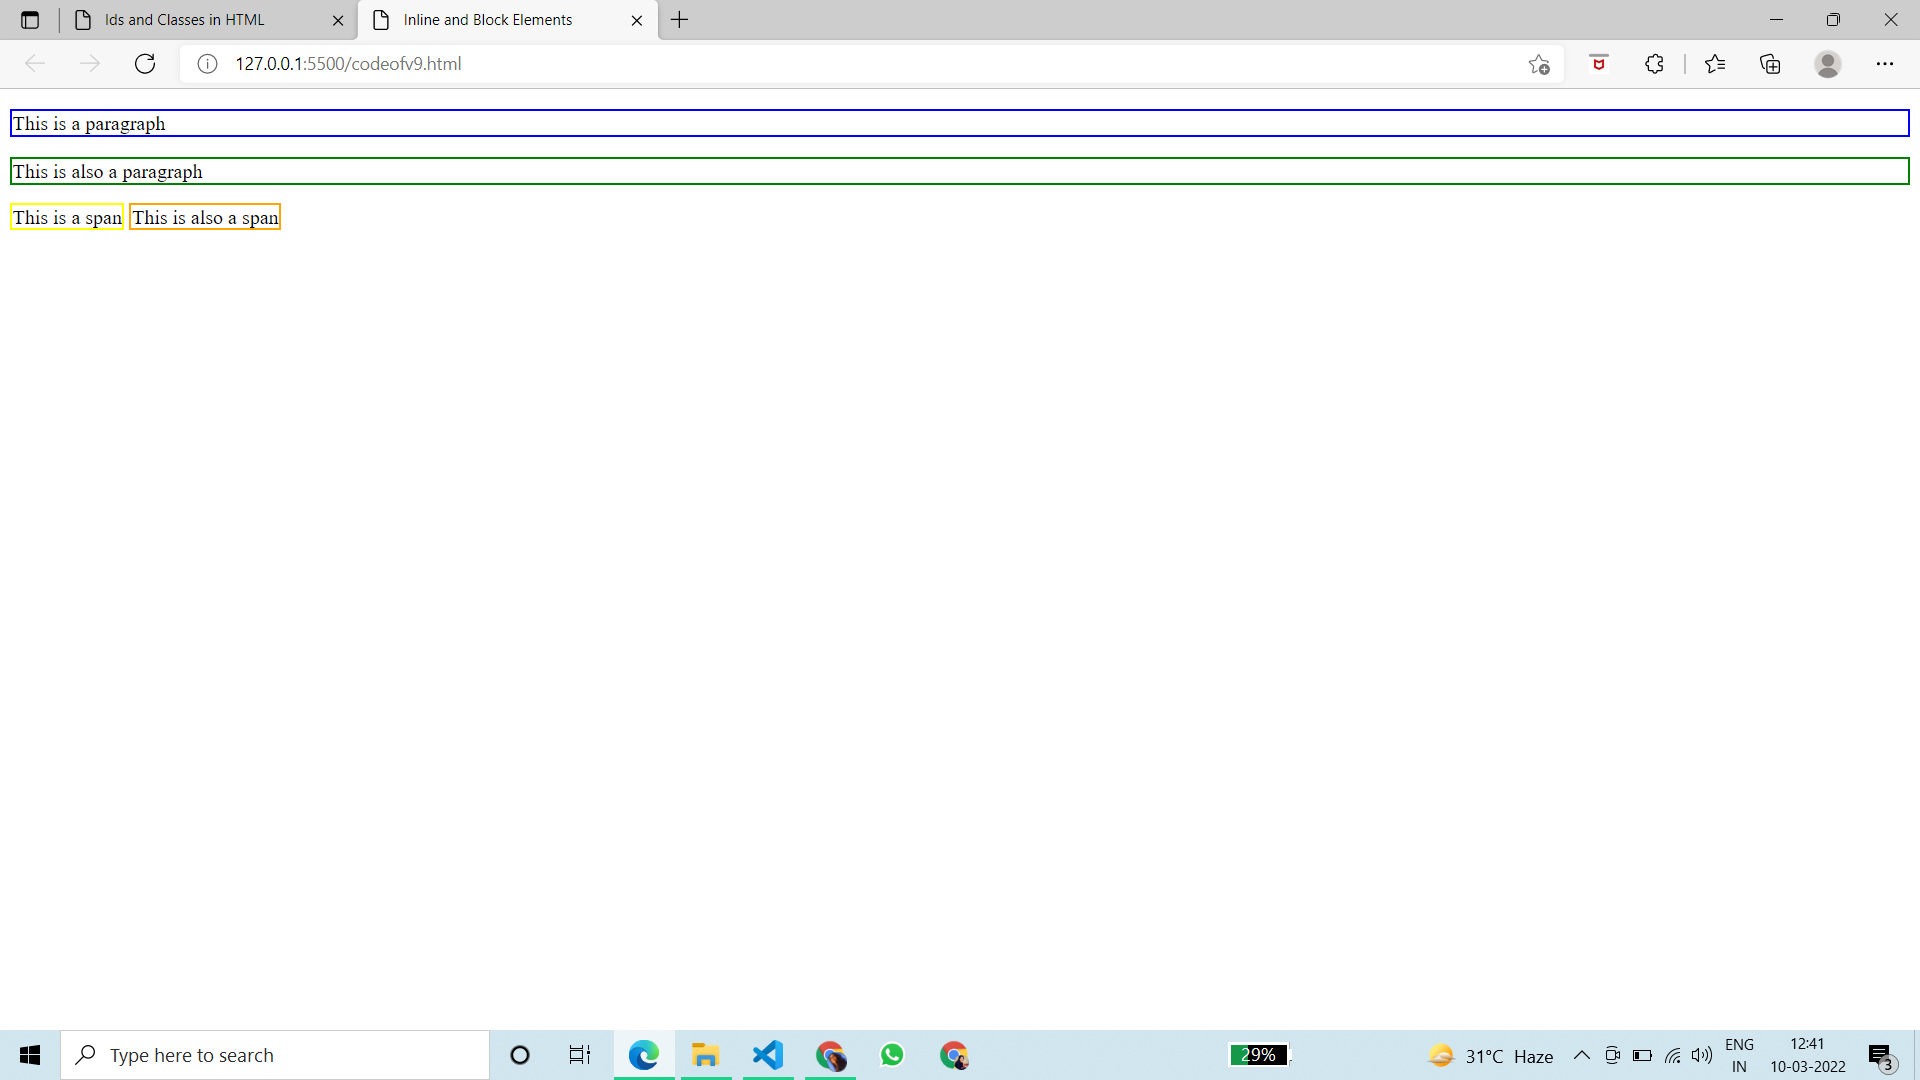 Ids and Classes in HTML
Inline and Block Elements
127.0.0.1:5500/codeofv9.html
This is a paragraph
This is also a paragraph
This is a span This is also a span
Type here to search
29%
31°C Haze
ENG
IN
12:41
10-03-2022
3